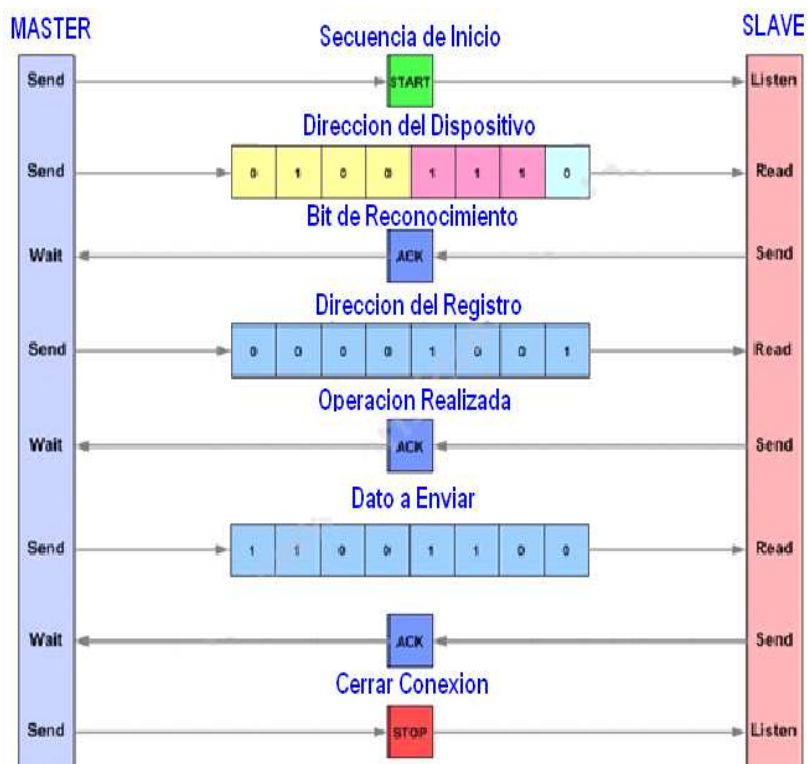 MASTER
SLAVE
Secuencia de Inicio
Send START Listen
Direccion del Dispotivo
Send 0 1 0 0 1 1 1 0 Read
Bit de Reconocimiento
Wait ACK Send
Direccion del Registro
Send 0 0 0 0 1 0 0 1 Read
Operacion Realizada
Wait ACK Send
Dato a Enviar
Send 1 1 0 0 1 1 0 0 Read
Wait ACK Send
Cerrar Conexion
Send STOP Listen